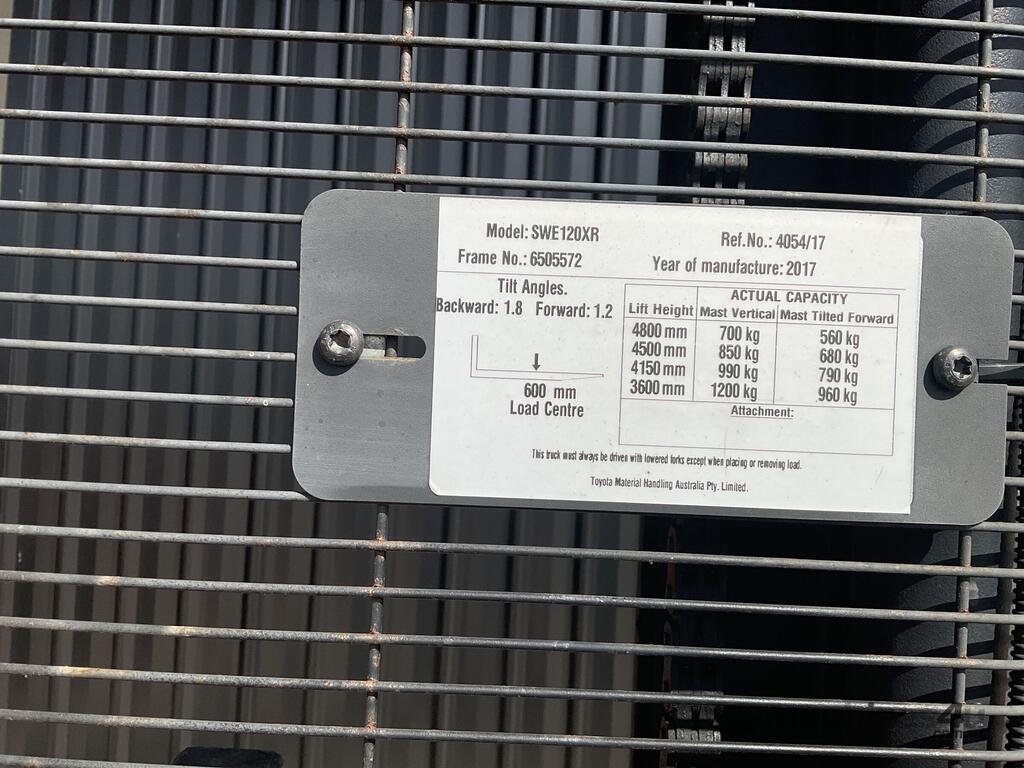 Model: SWE120XR
Ref.No.: 4054/17
Frame No.: 6505572
Year of manufacture: 2017
Tilt Angles.
Backward: 1.8 Forward: 1.2
600 mm
Load Centre
ACTUAL CAPACITY
Lift Height Mast Vertical Mast Tilted Forward
4800 mm 700 kg 560 kg
4500 mm 850 kg 680 kg
4150 mm 990 kg 790 kg
3600 mm 1200 kg 960 kg
Attachment:
This truck must always be driven with lowered forks except when placing or removing load.
Toyota Material Handling Australia Pty. Limited.